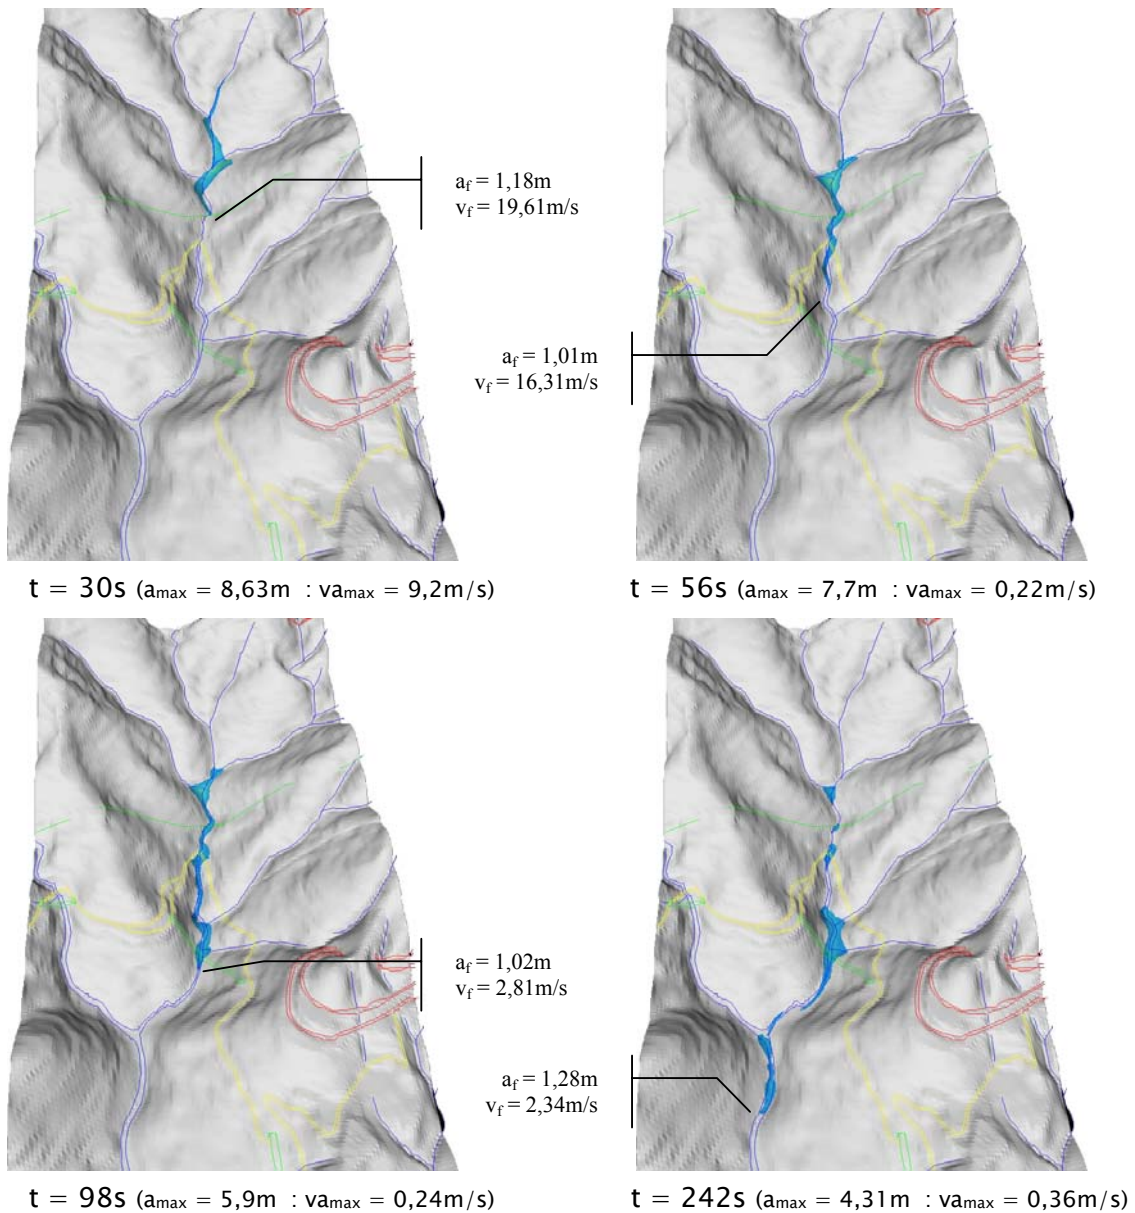 a_f = 1,18m
v_f = 19,61m/s
a_f = 1,01m
v_f = 16,31m/s
t = 30s (a_max = 8,63m : va_max = 9,2m/s)
t = 56s (a_max = 7,7m : va_max = 0,22m/s)
a_f = 1,02m
v_f = 2,81m/s
a_f = 1,28m
v_f = 2,34m/s
t = 98s (a_max = 5,9m : va_max = 0,24m/s)
t = 242s (a_max = 4,31m : va_max = 0,36m/s)